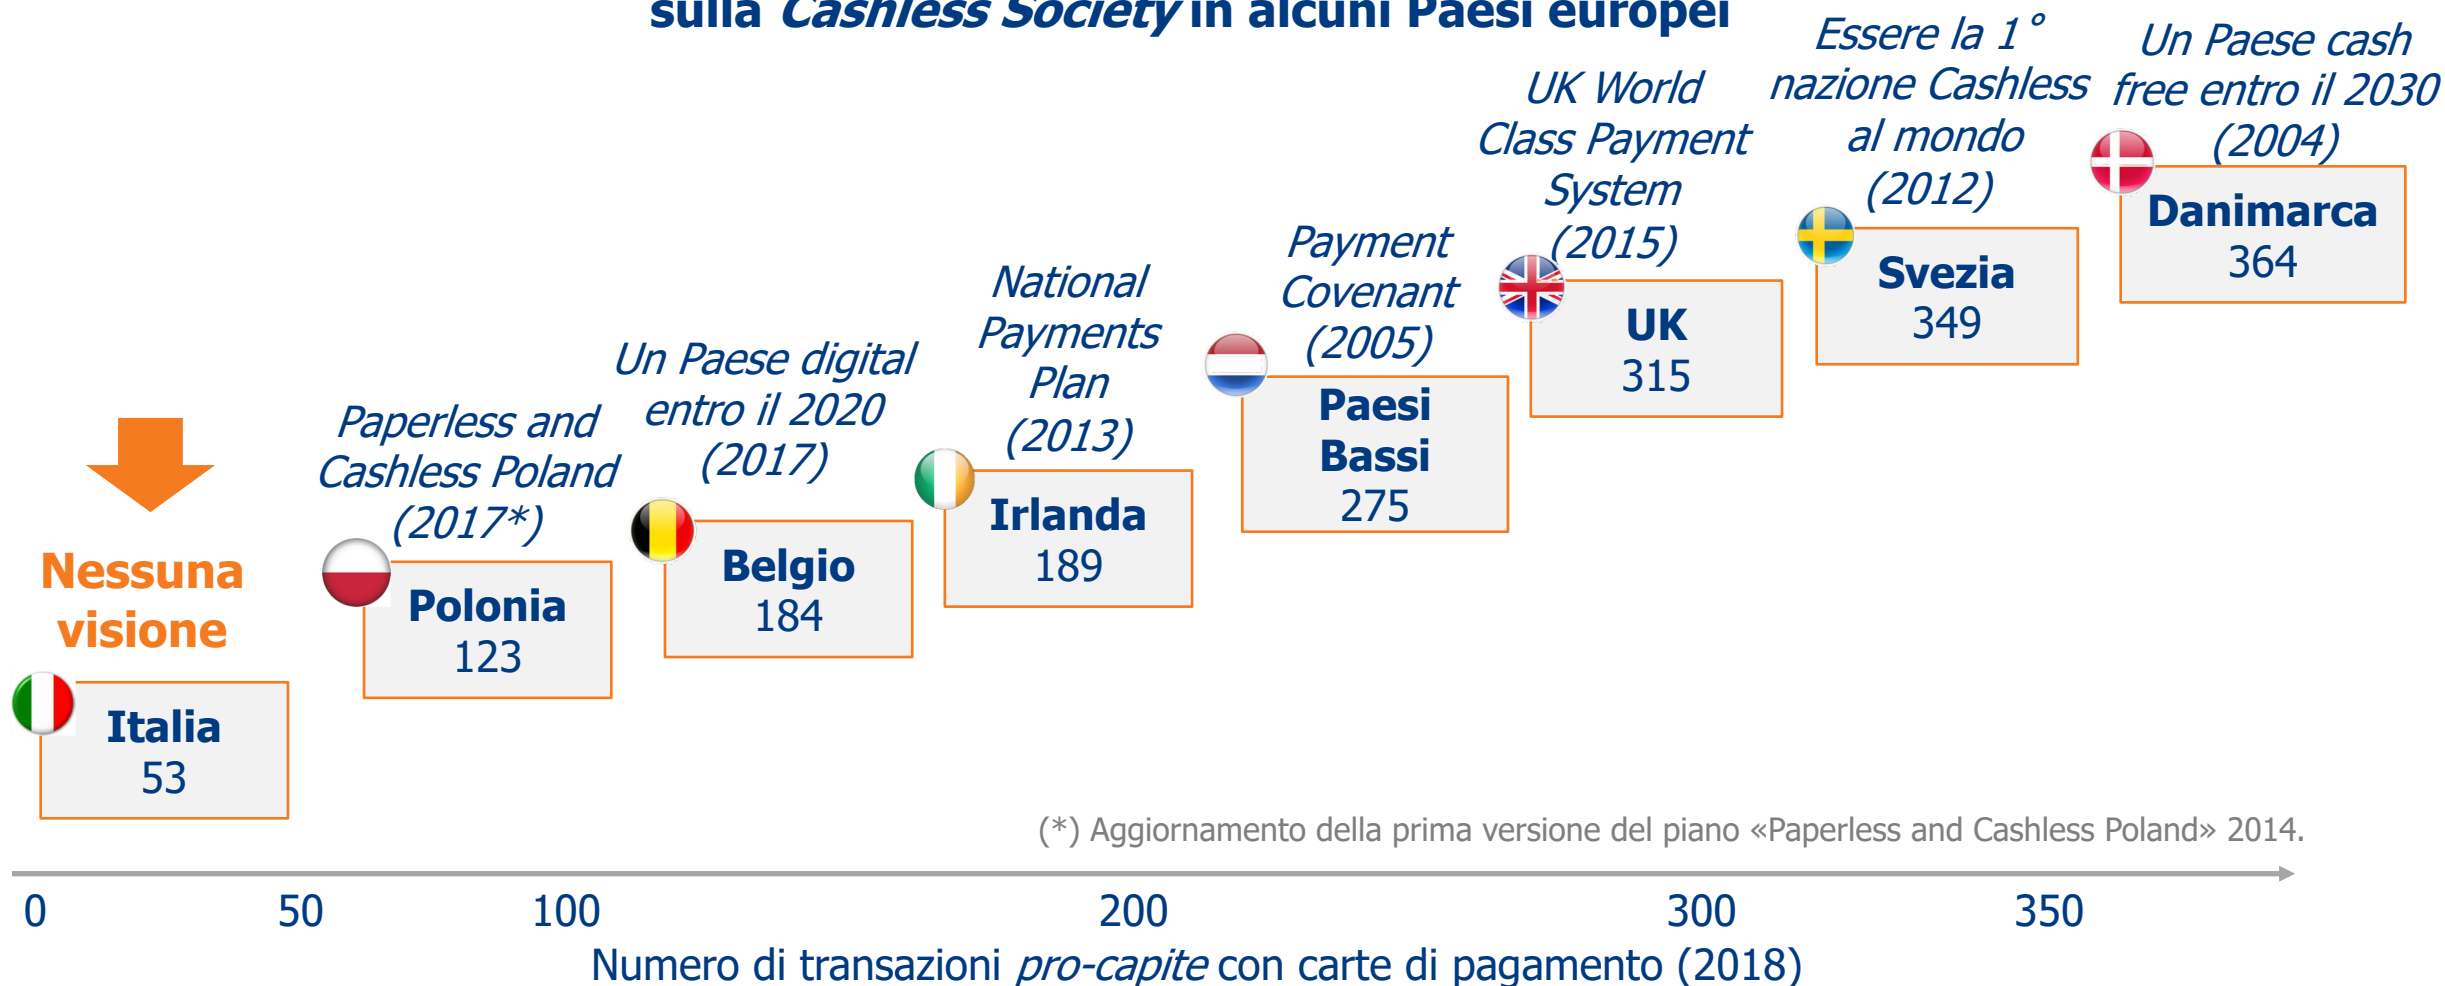 sulla Cashless Society in alcuni Paesi europei
Nessuna
visione
Italia
53
Paperless and
Cashless Poland
(2017*)
Polonia
123
Un Paese digital
entro il 2020
(2017)
Belgio
184
National
Payments
Plan
(2013)
Irlanda
189
Payment
Covenant
(2005)
Paesi
Bassi
275
UK World
Class Payment
System
(2015)
UK
315
Essere la 1°
nazione Cashless
al mondo
(2012)
Svezia
349
Un Paese cash
free entro il 2030
(2004)
Danimarca
364
(*) Aggiornamento della prima versione del piano «Paperless and Cashless Poland» 2014.
0 50 100 200 300 350
Numero di transazioni pro-capite con carte di pagamento (2018)